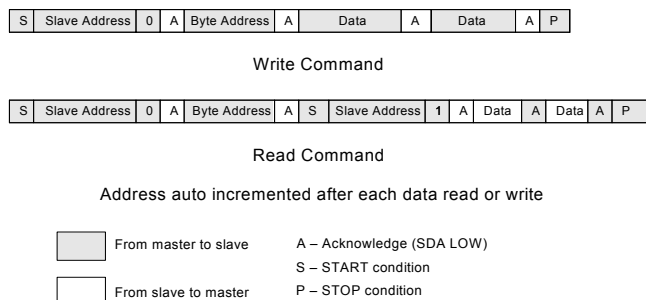 S Slave Address 0 A Byte Address A Data A Data A P
Write Command
S Slave Address 0 A Byte Address A S Slave Address 1 A Data A Data A P
Read Command
Address auto incremented after each data read or write
From master to slave A – Acknowledge (SDA LOW)
S – START condition
From slave to master P – STOP condition